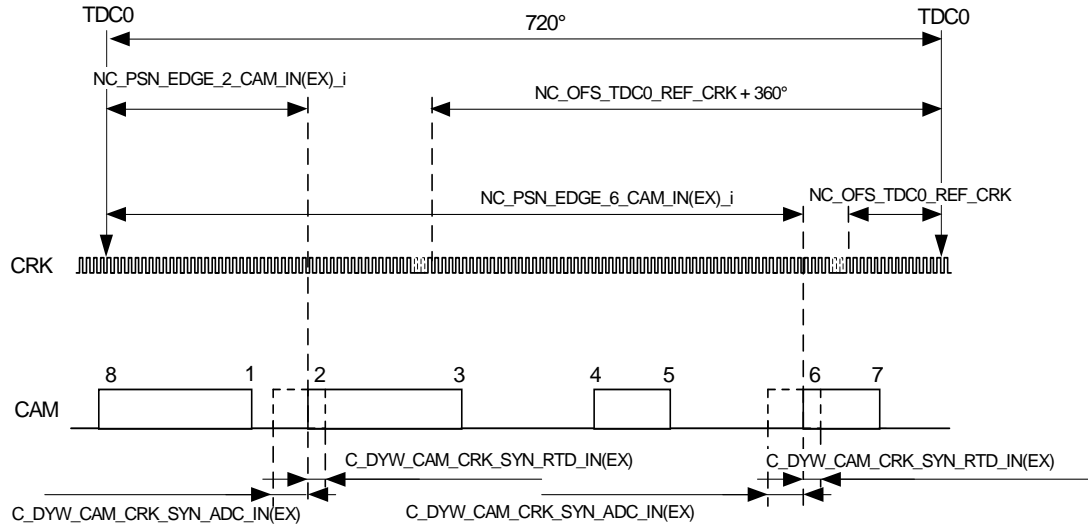 TDC0
TDC0
720°
NC_PSN_EDGE_2_CAM_IN(EX)_i
NC_OFS_TDC0_REF_CRK + 360°
NC_PSN_EDGE_6_CAM_IN(EX)_i
NC_OFS_TDC0_REF_CRK
CRK
8 1 2 3 4 5 6 7
CAM
C_DYW_CAM_CRK_SYN_RTD_IN(EX)
C_DYW_CAM_CRK_SYN_RTD_IN(EX)
C_DYW_CAM_CRK_SYN_ADC_IN(EX)
C_DYW_CAM_CRK_SYN_ADC_IN(EX)